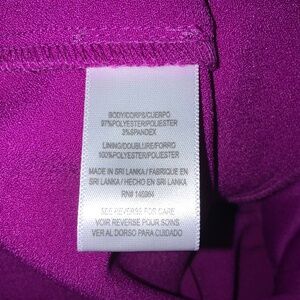 BODY/CORPS/CUERPO
97%POLYESTER/POLIESTER
3%SPANDEX
LINING/DOUBLURE/FORRO
100%POLYESTER/POLIESTER
MADE IN SRI LANKA / FABRIQUE EN
SRI LANKA / HECHO EN SRI LANKA
RN# 145964
SEE REVERSE FOR CARE
VOIR REVERSE POUR SOINS
VER AL DORSO PARA CUIDADO